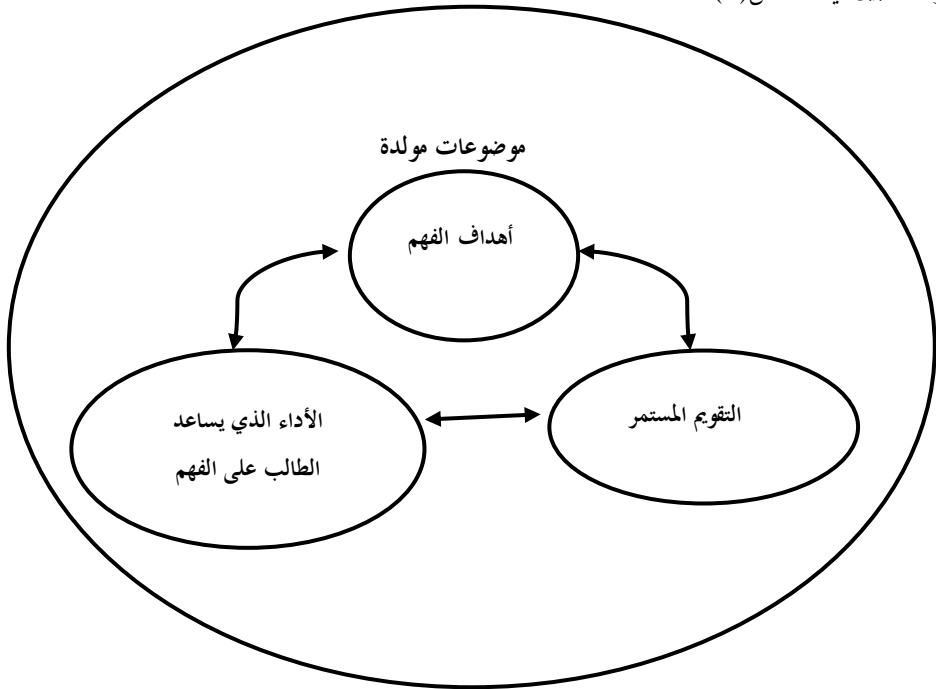 موضوعات مولدة
أهداف الفهم
التقويم المستمر
الأداء الذي يساعد
الطالب على الفهم